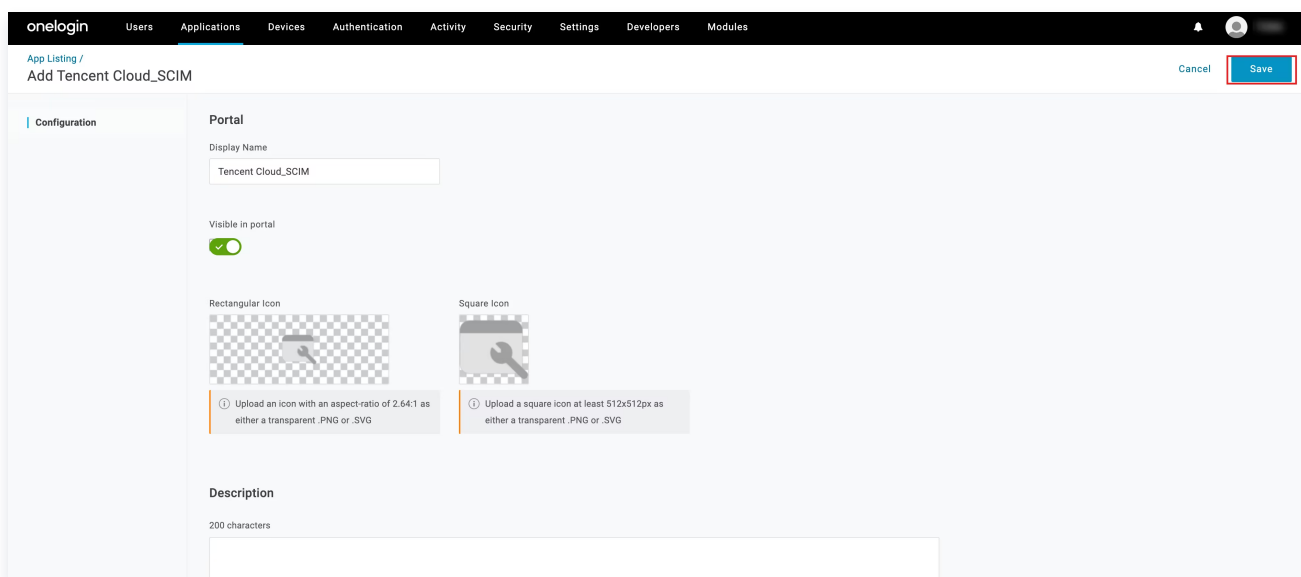 onelogin Users Applications Devices Authentication Activity Security Settings Developers Modules
App Listing /
Add Tencent Cloud_SCIM
Cancel Save
Configuration
Portal
Display Name
Tencent Cloud_SCIM
Visible in portal
Rectangular Icon
Square Icon
Upload an icon with an aspect-ratio of 2.64:1 as
either a transparent .PNG or .SVG
Upload a square icon at least 512x512px as
either a transparent .PNG or .SVG
Description
200 characters